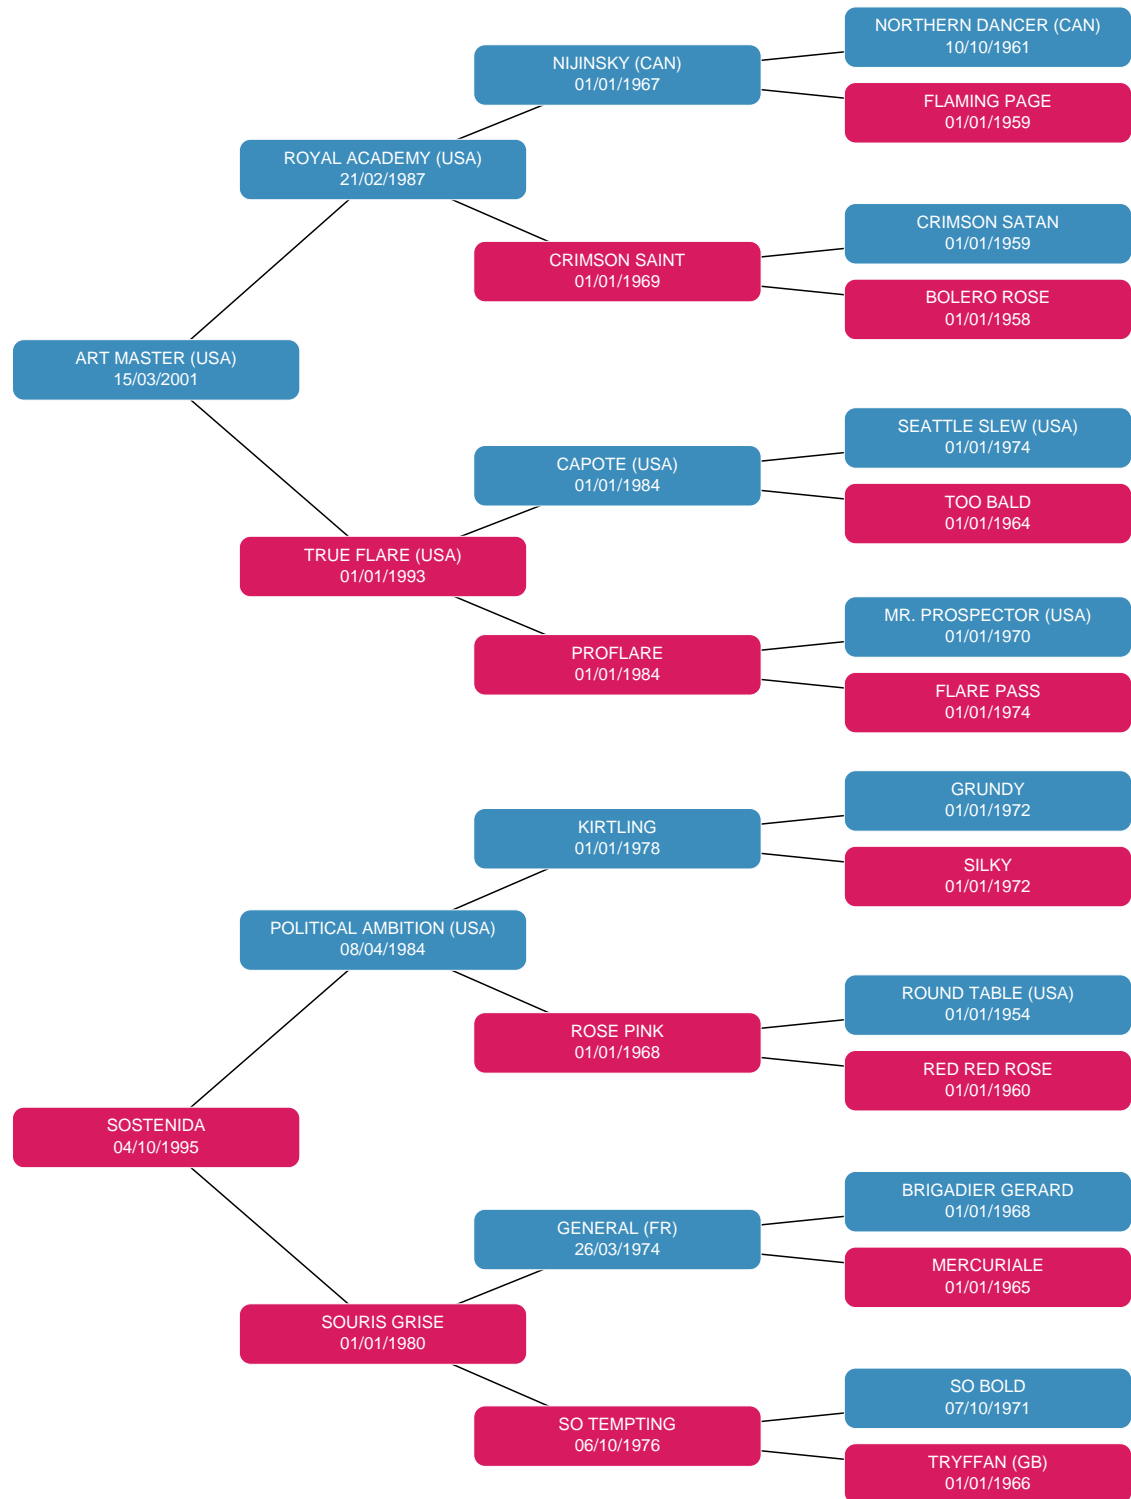 NORTHERN DANCER (CAN)
10/10/1961
NIJINSKY (CAN)
01/01/1967
FLAMING PAGE
01/01/1959
ROYAL ACADEMY (USA)
21/02/1987
CRIMSON SATAN
01/01/1959
CRIMSON SAINT
01/01/1969
BOLERO ROSE
01/01/1958
ART MASTER (USA)
15/03/2001
SEATTLE SLEW (USA)
01/01/1974
CAPOTE (USA)
01/01/1984
TOO BALD
01/01/1964
TRUE FLARE (USA)
01/01/1993
MR. PROSPECTOR (USA)
01/01/1970
PROFLARE
01/01/1984
FLARE PASS
01/01/1974
GRUNDY
01/01/1972
KIRTLING
01/01/1978
SILKY
01/01/1972
POLITICAL AMBITION (USA)
08/04/1984
ROUND TABLE (USA)
01/01/1954
ROSE PINK
01/01/1968
RED RED ROSE
01/01/1960
SOSTENIDA
04/10/1995
BRIGADIER GERARD
01/01/1968
GENERAL (FR)
26/03/1974
MERCURIALE
01/01/1965
SOURIS GRISE
01/01/1980
SO BOLD
07/10/1971
SO TEMPTING
06/10/1976
TRYFFAN (GB)
01/01/1966